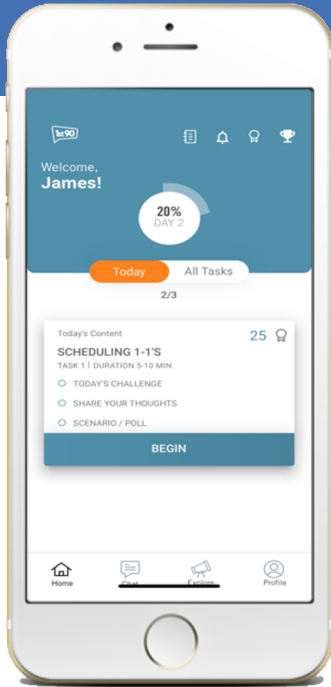 1st90
Welcome,
James!
20%
DAY 2
Today All Tasks
2/3
Today's Content 25
SCHEDULING 1-1'S
TASK 1 | DURATION 5-10 MIN
TODAY'S CHALLENGE
SHARE YOUR THOUGHTS
SCENARIO / POLL
BEGIN
Home Chat Explore Profile